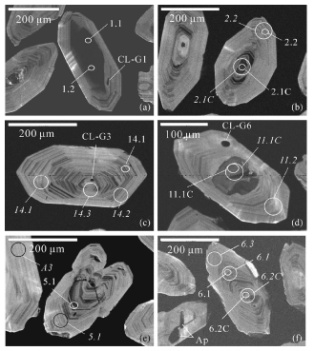 200 μm
1.1
CL-G1
1.2
(a)
200 μm
2.2
2.2
2.1C
2.1C
(b)
200 μm
CL-G3
14.1
14.1
14.3
14.2
(c)
100 μm
CL-G6
11.1C
11.2
11.1C
(d)
200 μm
A3
5.1
5.1
(e)
200 μm
6.3
6.1
6.1
6.2C
6.2C
Ap
(f)